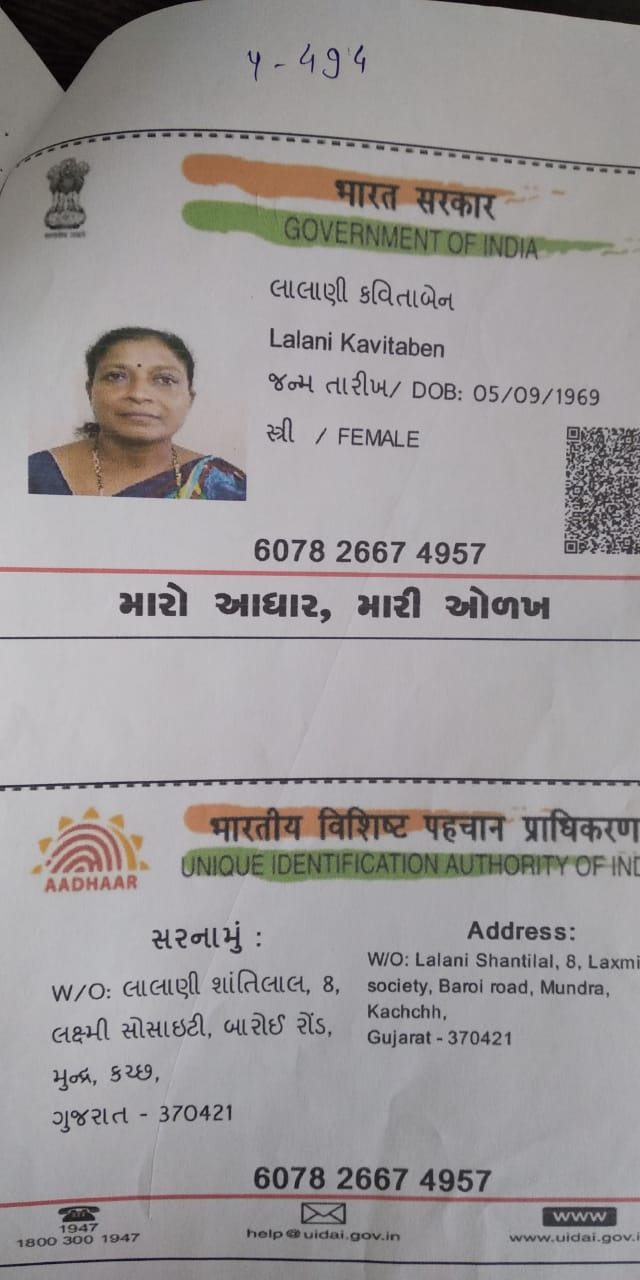 Y-494
भारत सरकार
GOVERNMENT OF INDIA
લાલાણી કવિતાબેન
Lalani Kavitaben
જન્મ તારીખ/ DOB: 05/09/1969
સ્ત્રી / FEMALE
6078 2667 4957
મારો આધાર, મારી ઓળખ
भारतीय विशिष्ट पहचान प्राधिकरण
AADHAAR
UNIQUE IDENTIFICATION AUTHORITY OF IND
સરનામું :
W/O: લાલાણી શાંતિલાલ, 8,
લક્ષ્મી સોસાઇટી, બારોઈ રોંડ,
મુન્દ્ર, કચ્છ,
ગુજરાત - 370421
Address:
W/O: Lalani Shantilal, 8, Laxmi
society, Baroi road, Mundra,
Kachchh,
Gujarat - 370421
6078 2667 4957
1947
1800 300 1947
help@uidai.gov.in
WWW
www.uidai.gov.i